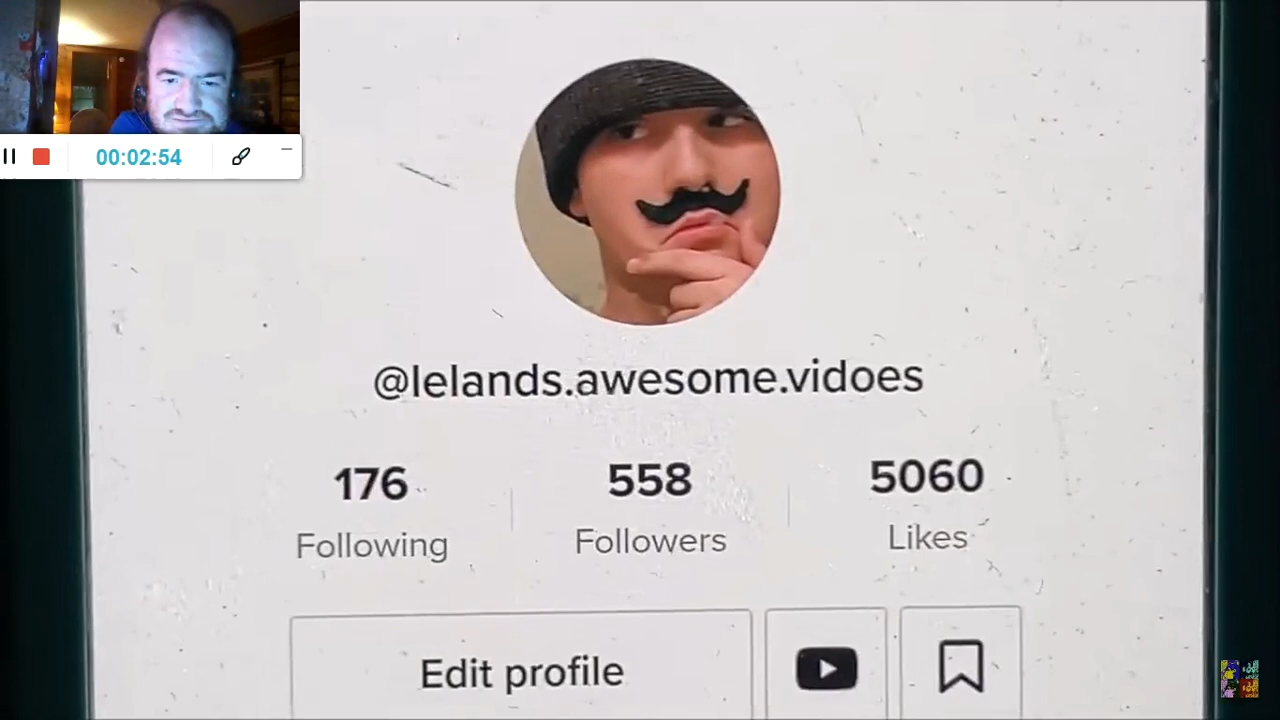 00:02:54
@lelands.awesome.vidoes
176 558 5060
Following Followers Likes
Edit profile